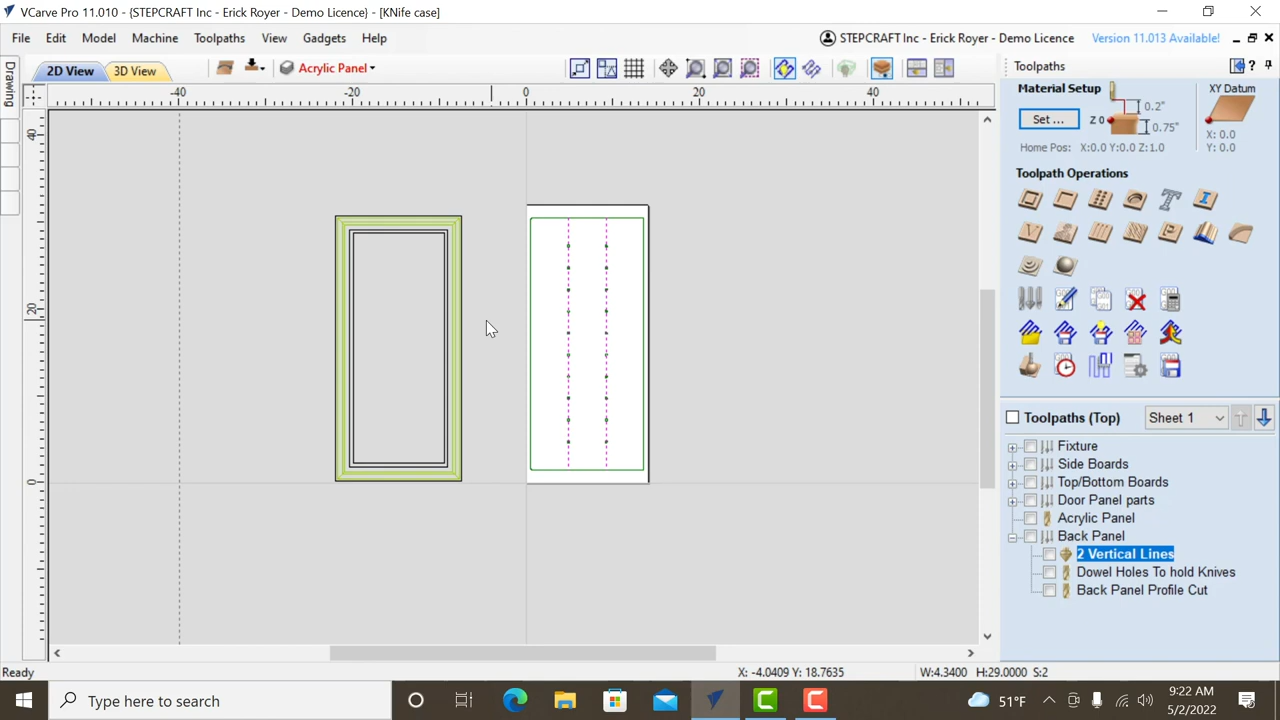 VCarve Pro 11.010 - {STEPCRAFT Inc - Erick Royer - Demo Licence} - [KNife case]
File Edit Model Machine Toolpaths View Gadgets Help
STEPCRAFT Inc - Erick Royer - Demo Licence Version 11.013 Available!
Drawing
2D View 3D View
Acrylic Panel
-40 -20 0 20 40
40
20
0
Toolpaths
Material Setup
Set ...
Z 0
0.2"
0.75"
XY Datum
X: 0.0
Y: 0.0
Home Pos: X:0.0 Y:0.0 Z:1.0
Toolpath Operations
Toolpaths (Top) Sheet 1
Fixture
Side Boards
Top/Bottom Boards
Door Panel parts
Acrylic Panel
Back Panel
2 Vertical Lines
Dowel Holes To hold Knives
Back Panel Profile Cut
Ready X: -4.0409 Y: 18.7635 W:4.3400 H:29.0000 S:2
Type here to search
51°F
9:22 AM
5/2/2022